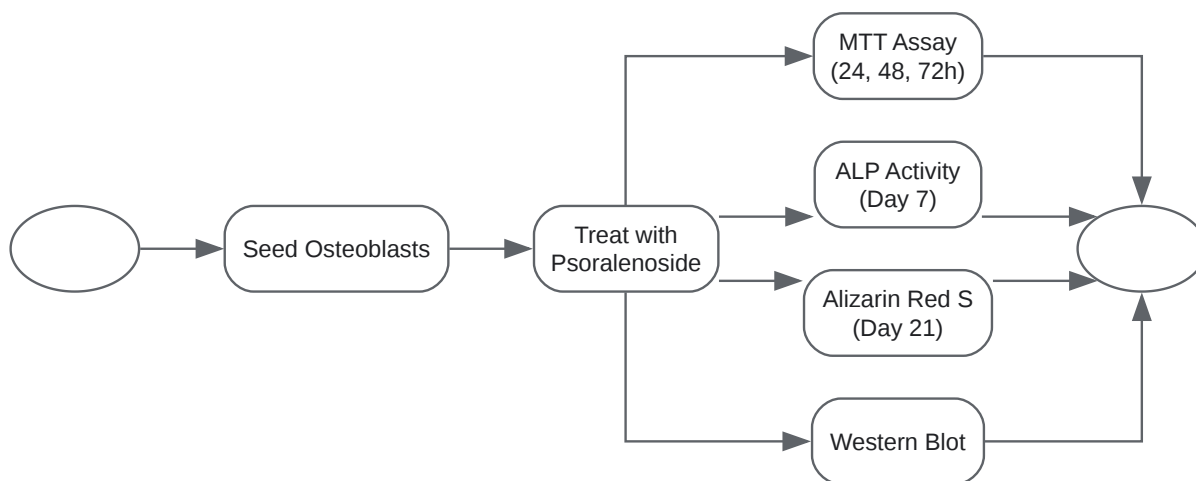 MTT Assay
(24, 48, 72h)
ALP Activity
(Day 7)
Seed Osteoblasts
Treat with
Psoralenoside
Alizarin Red S
(Day 21)
Western Blot